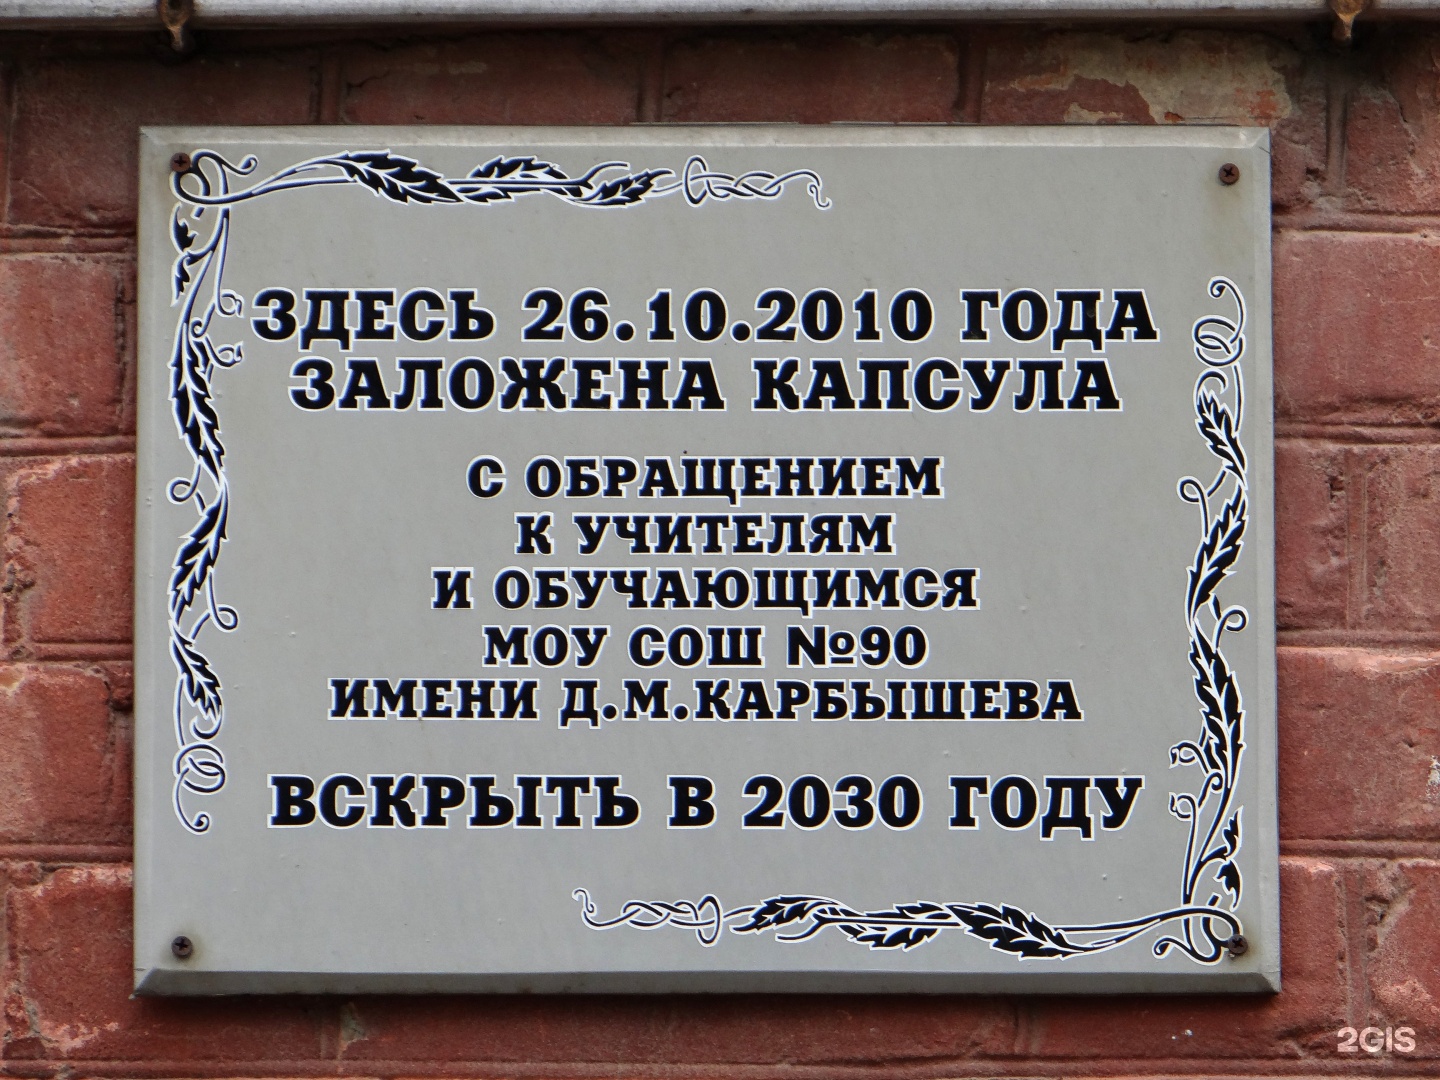 ЗДЕСЬ 26.10.2010 ГОДА
ЗАЛОЖЕНА КАПСУЛА
С ОБРАЩЕНИЕМ
К УЧИТЕЛЯМ
И ОБУЧАЮЩИМСЯ
МОУ СОШ №90
ИМЕНИ Д.М.КАРБЫШЕВА
ВСКРЫТЬ В 2030 ГОДУ
2GIS